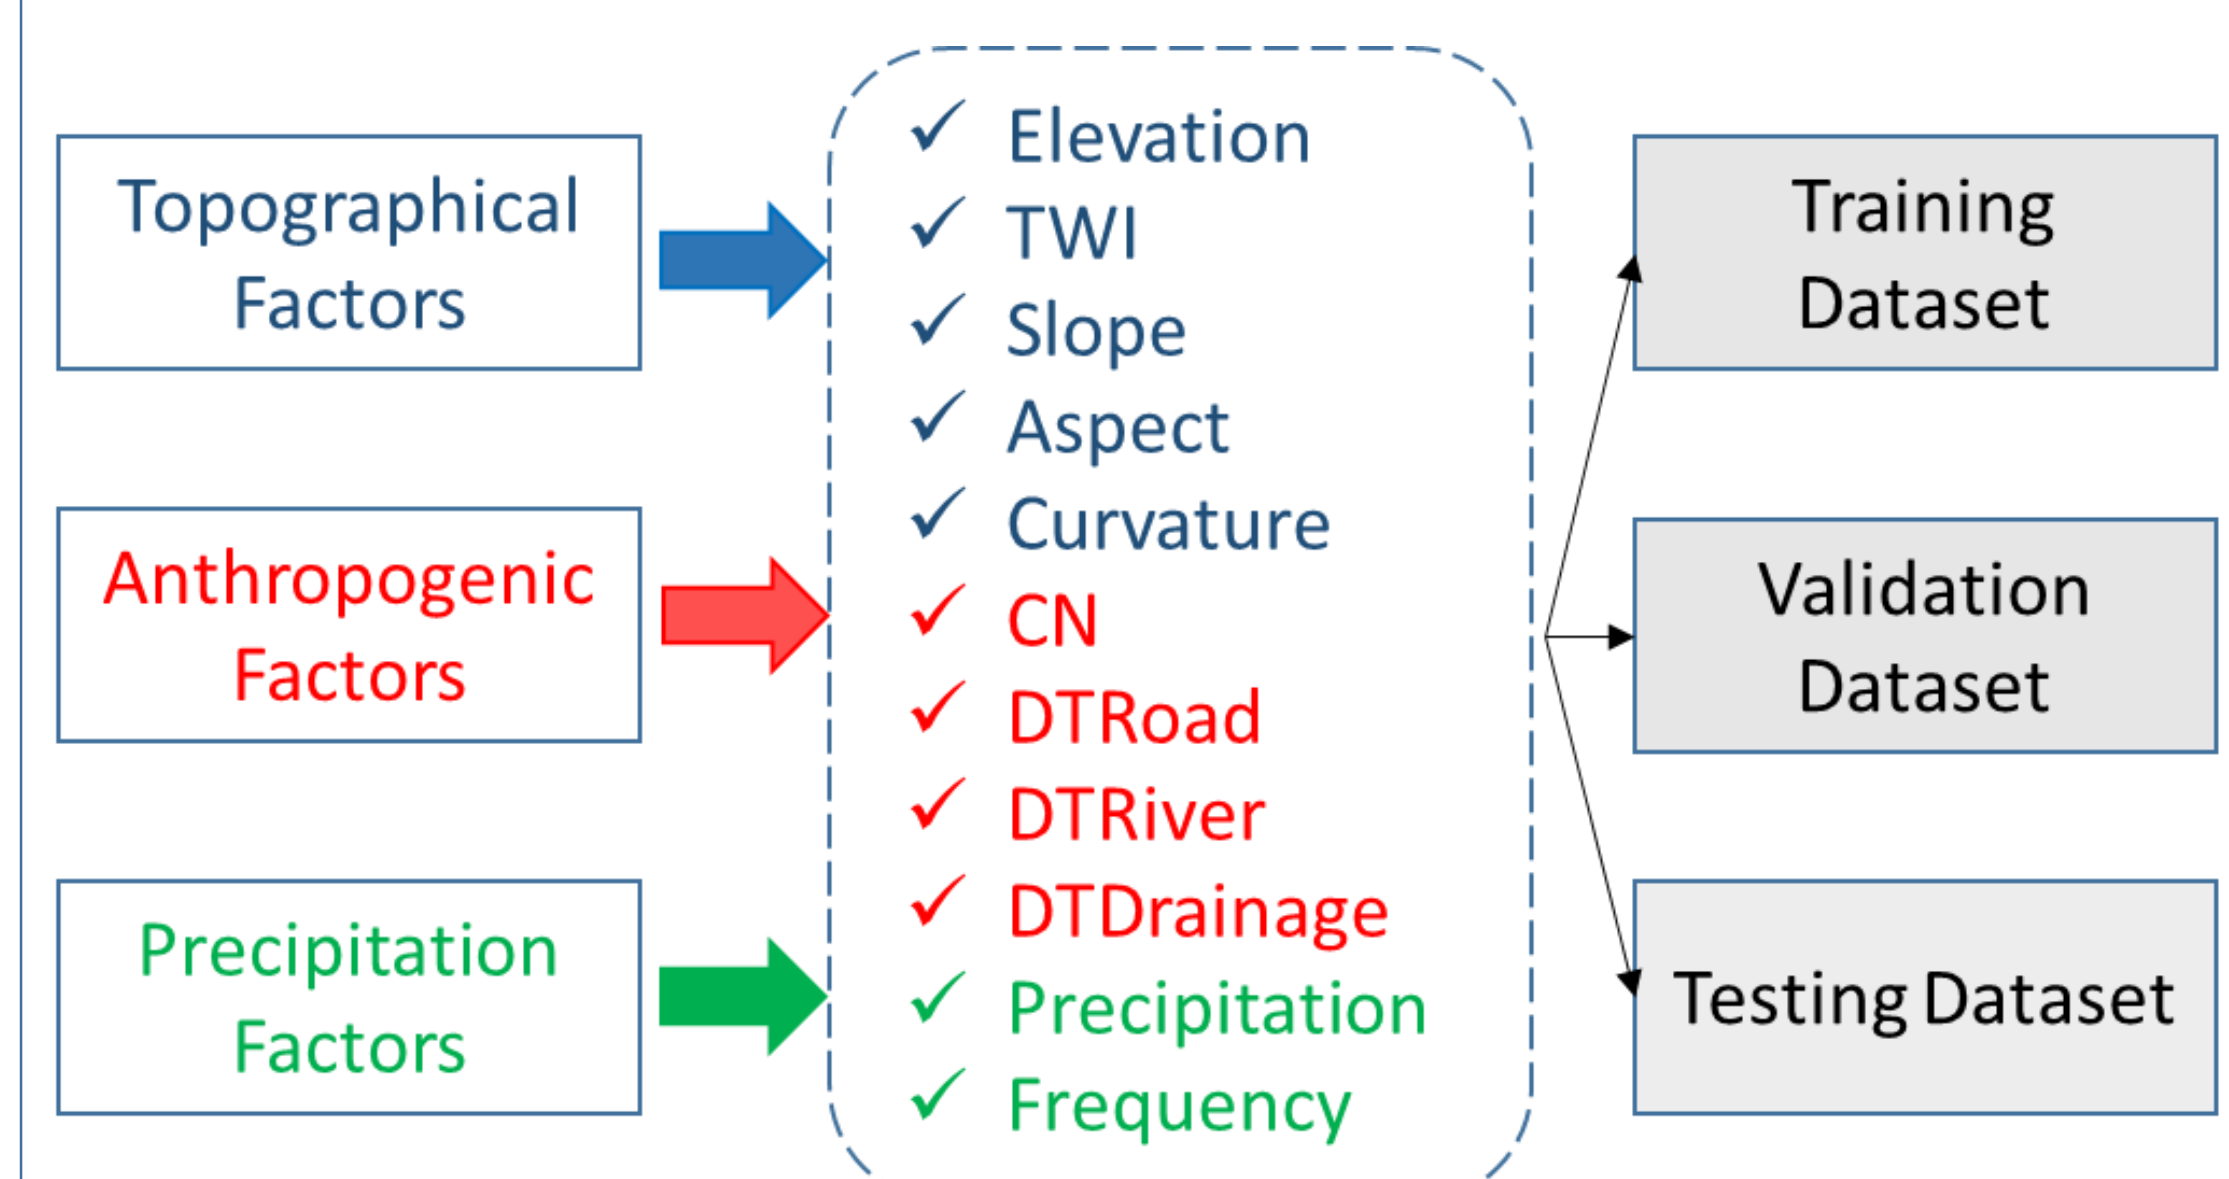 Topographical
Factors
Anthropogenic
Factors
Precipitation
Factors
Elevation
TWI
Slope
Aspect
Curvature
CN
DTRoad
DTRiver
DTDrainage
Precipitation
Frequency
Training
Dataset
Validation
Dataset
Testing Dataset